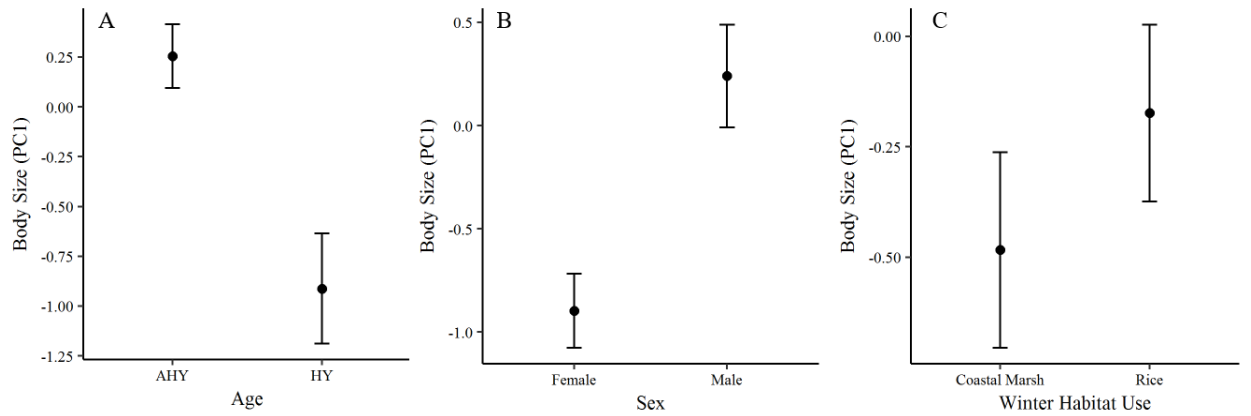 A
Body Size (PC1)
0.25
0.00
-0.25
-0.50
-0.75
-1.00
-1.25
AHY HY
Age
B
Body Size (PC1)
0.5
0.0
-0.5
-1.0
Female Male
Sex
C
Body Size (PC1)
0.00
-0.25
-0.50
Coastal Marsh Rice
Winter Habitat Use